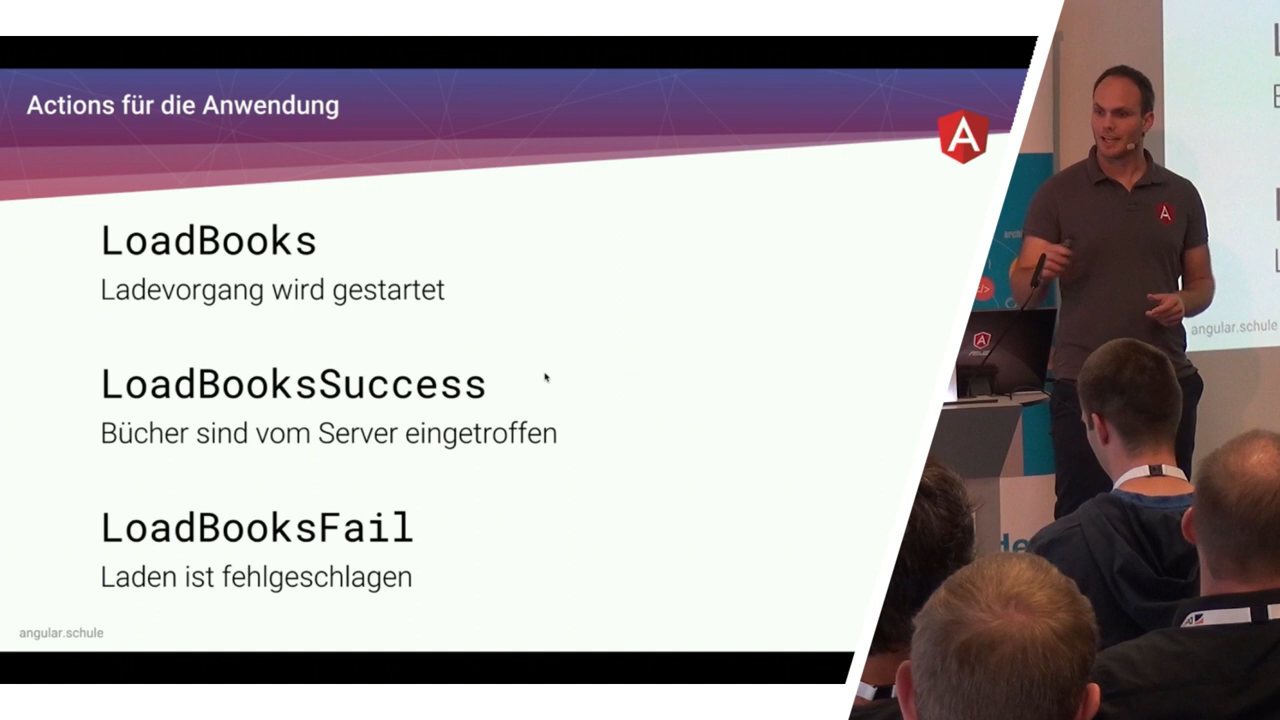 Actions für die Anwendung
LoadBooks
Ladevorgang wird gestartet
LoadBooksSuccess
Bücher sind vom Server eingetroffen
LoadBooksFail
Laden ist fehlgeschlagen
angular.schule
angular.schule